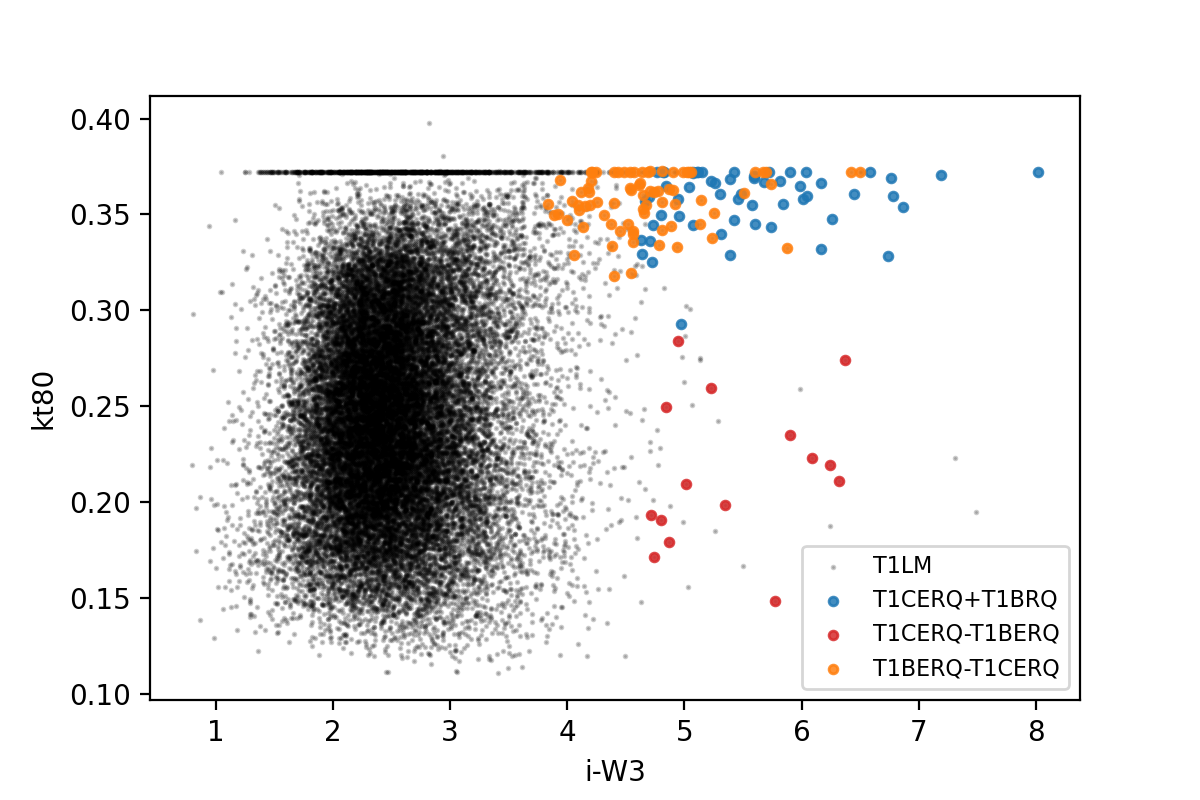 0.40
0.35
0.30
0.25
0.20
0.15
0.10
kt80
1 2 3 4 5 6 7 8
i-W3
T1LM
T1CERQ+T1BRQ
T1CERQ-T1BERQ
T1BERQ-T1CERQ